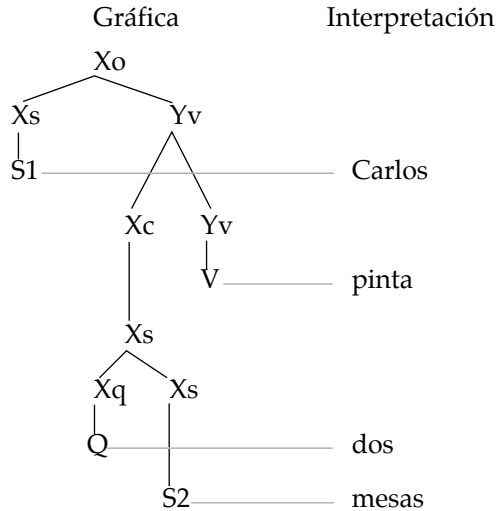 Gráfica Interpretación
Xo
Xs Yv
S1 Carlos
Xc Yv
V pinta
Xs
Xq Xs
Q dos
S2 mesas